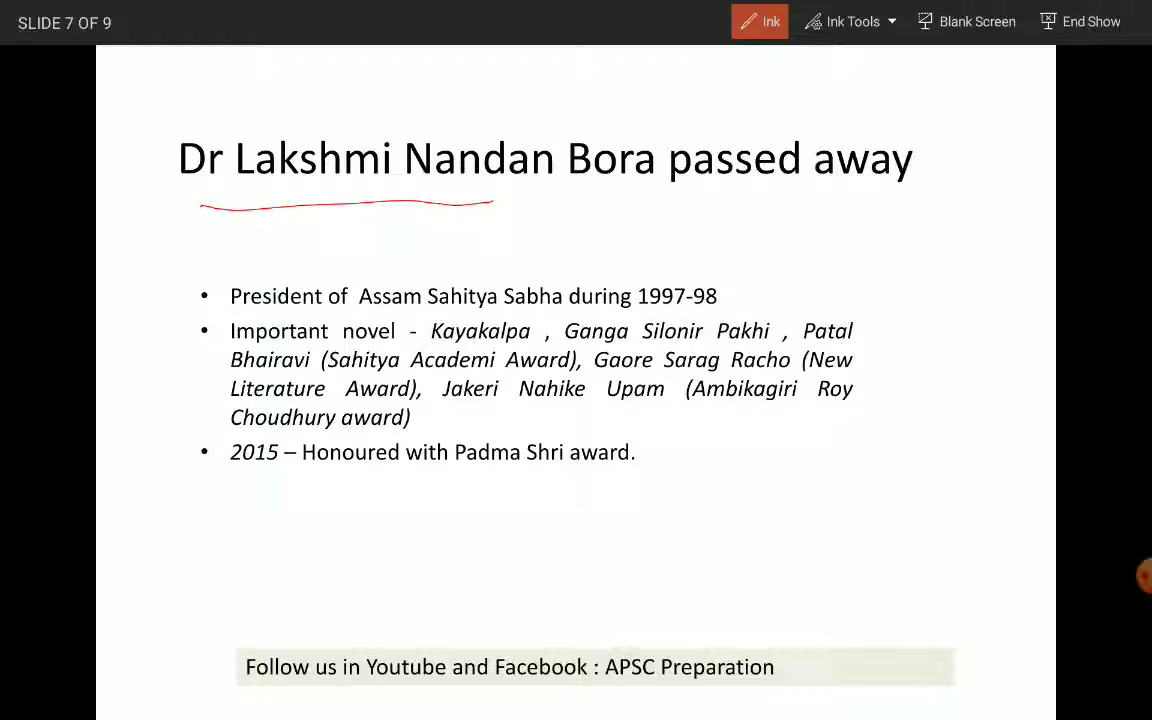 SLIDE 7 OF 9
Ink
Ink Tools
Blank Screen
End Show
Dr Lakshmi Nandan Bora passed away
• President of Assam Sahitya Sabha during 1997-98
• Important novel - Kayakalpa , Ganga Silonir Pakhi , Patal
Bhairavi (Sahitya Academi Award), Gaore Sarag Racho (New
Literature Award), Jakeri Nahike Upam (Ambikagiri Roy
Choudhury award)
• 2015 – Honoured with Padma Shri award.
Follow us in Youtube and Facebook : APSC Preparation